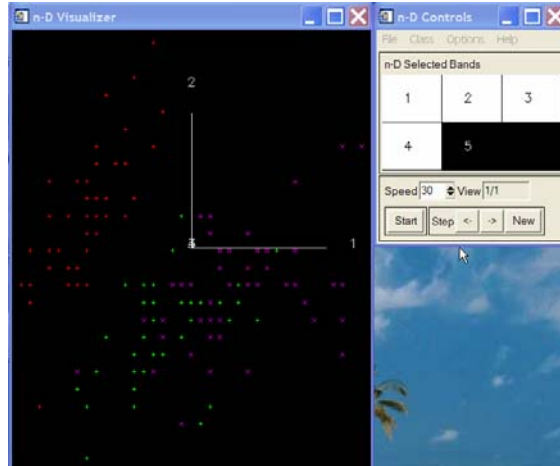 n-D Visualizer
2
1
3
n-D Controls
File Class Options Help
n-D Selected Bands
1 2 3
4 5
Speed 30 View 1/1
Start Step <- -> New